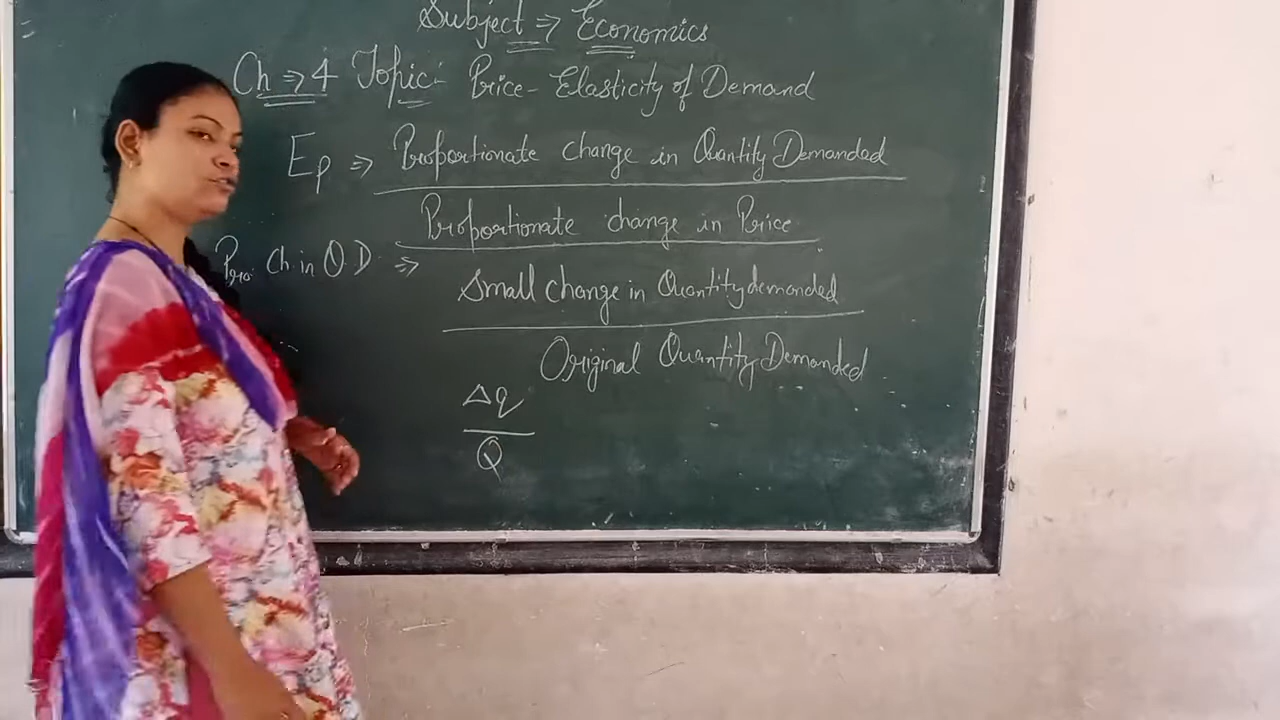 Subject ⇒ Economics
Ch ⇒ 4 Topic:- Price-Elasticity of Demand
Ep ⇒ Proportionate change in Quantity Demanded
Proportionate change in Price
Pro. Ch. in Q.D. ⇒ Small change in Quantity demanded
Original Quantity Demanded
Δq
Q